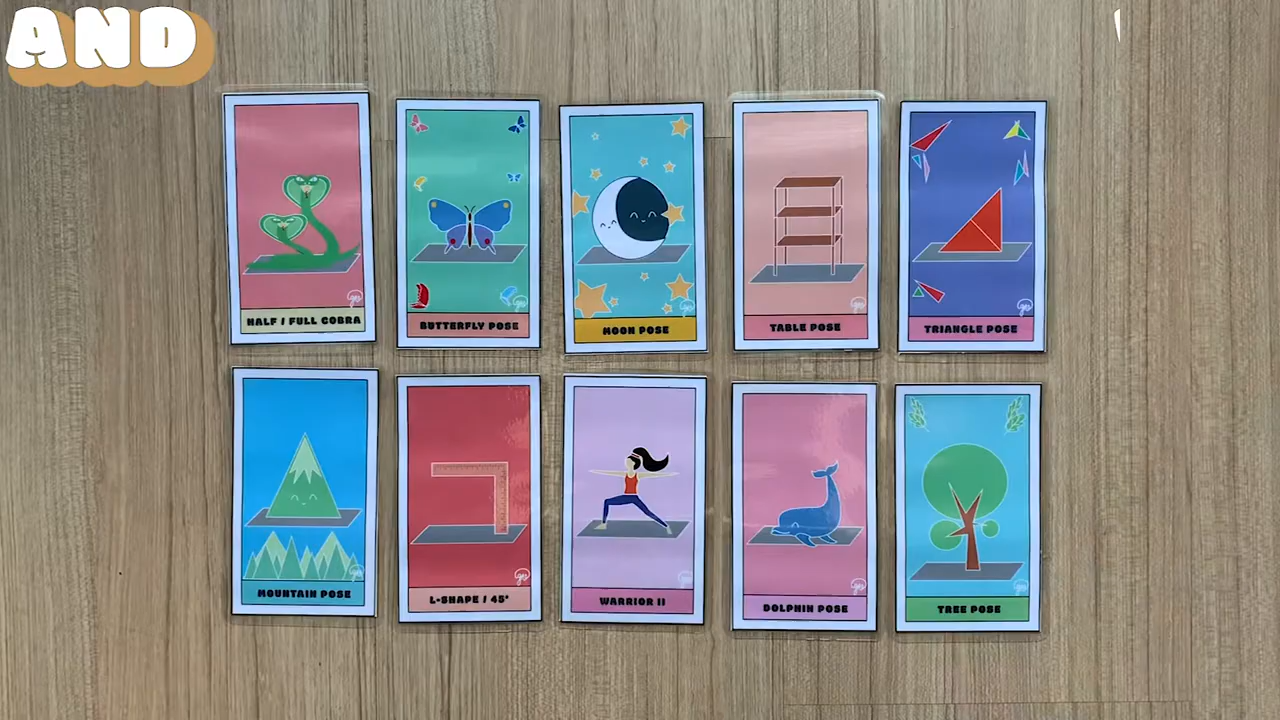 AND
HALF / FULL COBRA
BUTTERFLY POSE
MOON POSE
TABLE POSE
TRIANGLE POSE
MOUNTAIN POSE
L-SHAPE / 45°
WARRIOR II
DOLPHIN POSE
TREE POSE